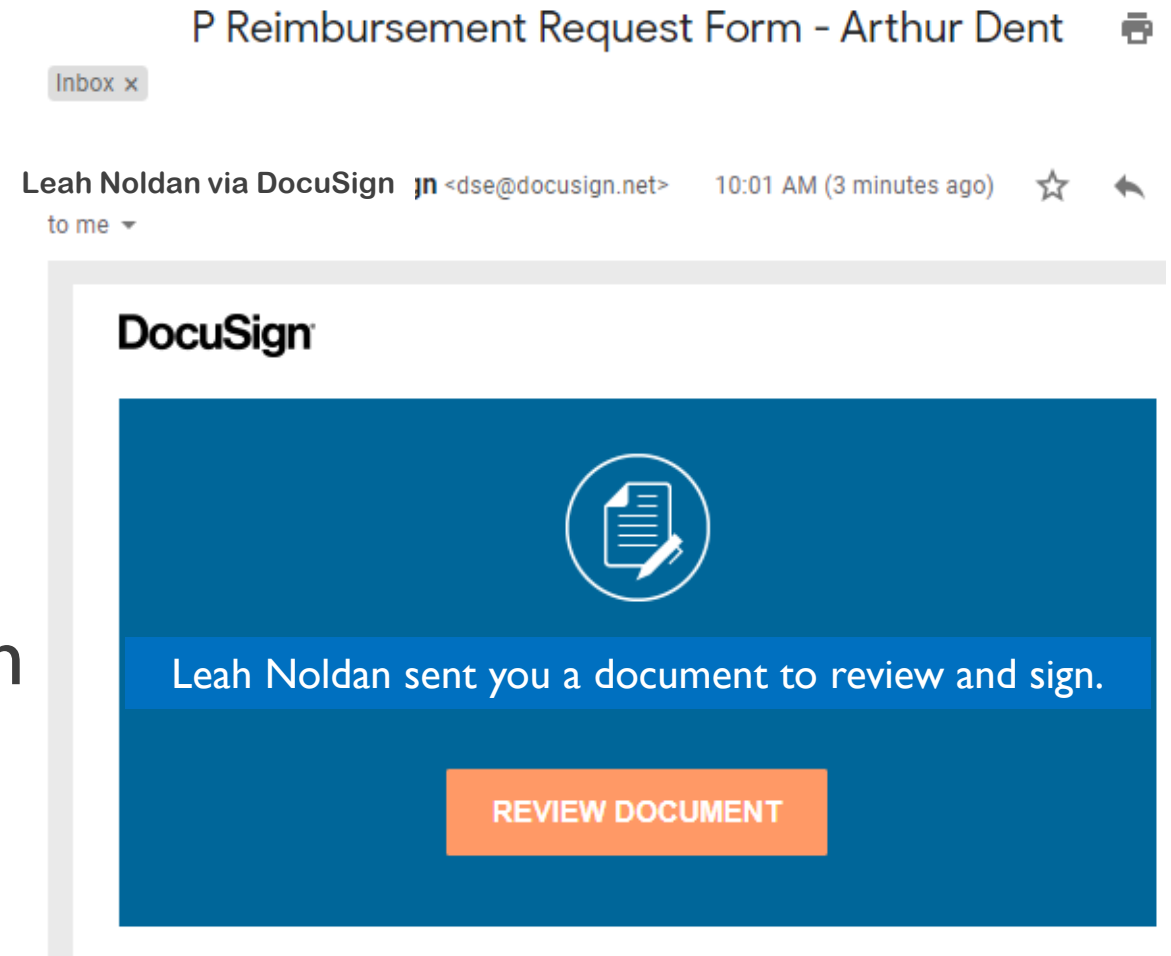 P Reimbursement Request Form - Arthur Dent
Inbox ×
Leah Noldan via DocuSign gn <dse@docusign.net> 10:01 AM (3 minutes ago)
to me
DocuSign
n
Leah Noldan sent you a document to review and sign.
REVIEW DOCUMENT